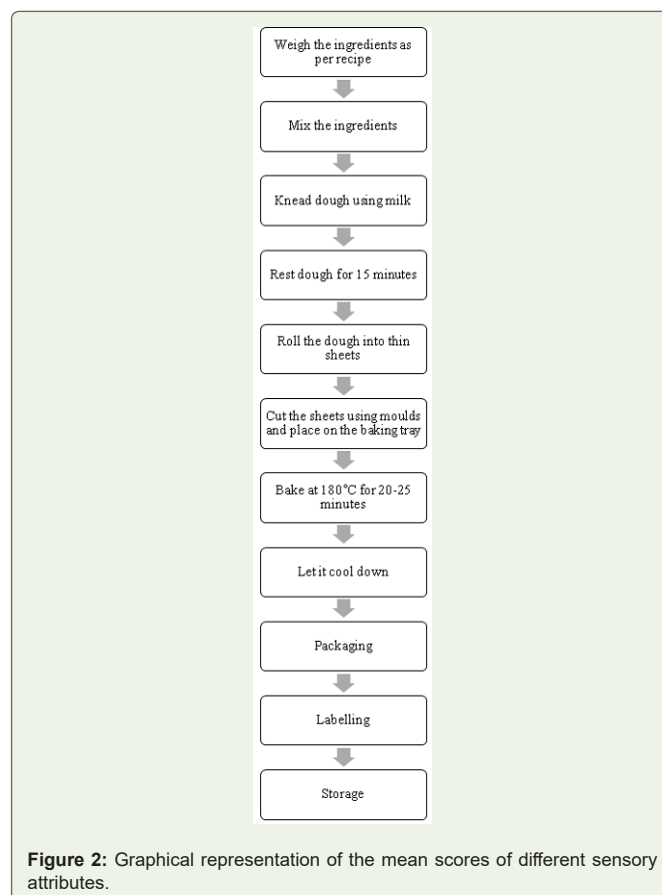 Weigh the ingredients as
per recipe
Mix the ingredients
Knead dough using milk
Rest dough for 15 minutes
Roll the dough into thin
sheets
Cut the sheets using moulds
and place on the baking tray
Bake at 180°C for 20-25
minutes
Let it cool down
Packaging
Labelling
Storage
Figure 2: Graphical representation of the mean scores of different sensory
attributes.